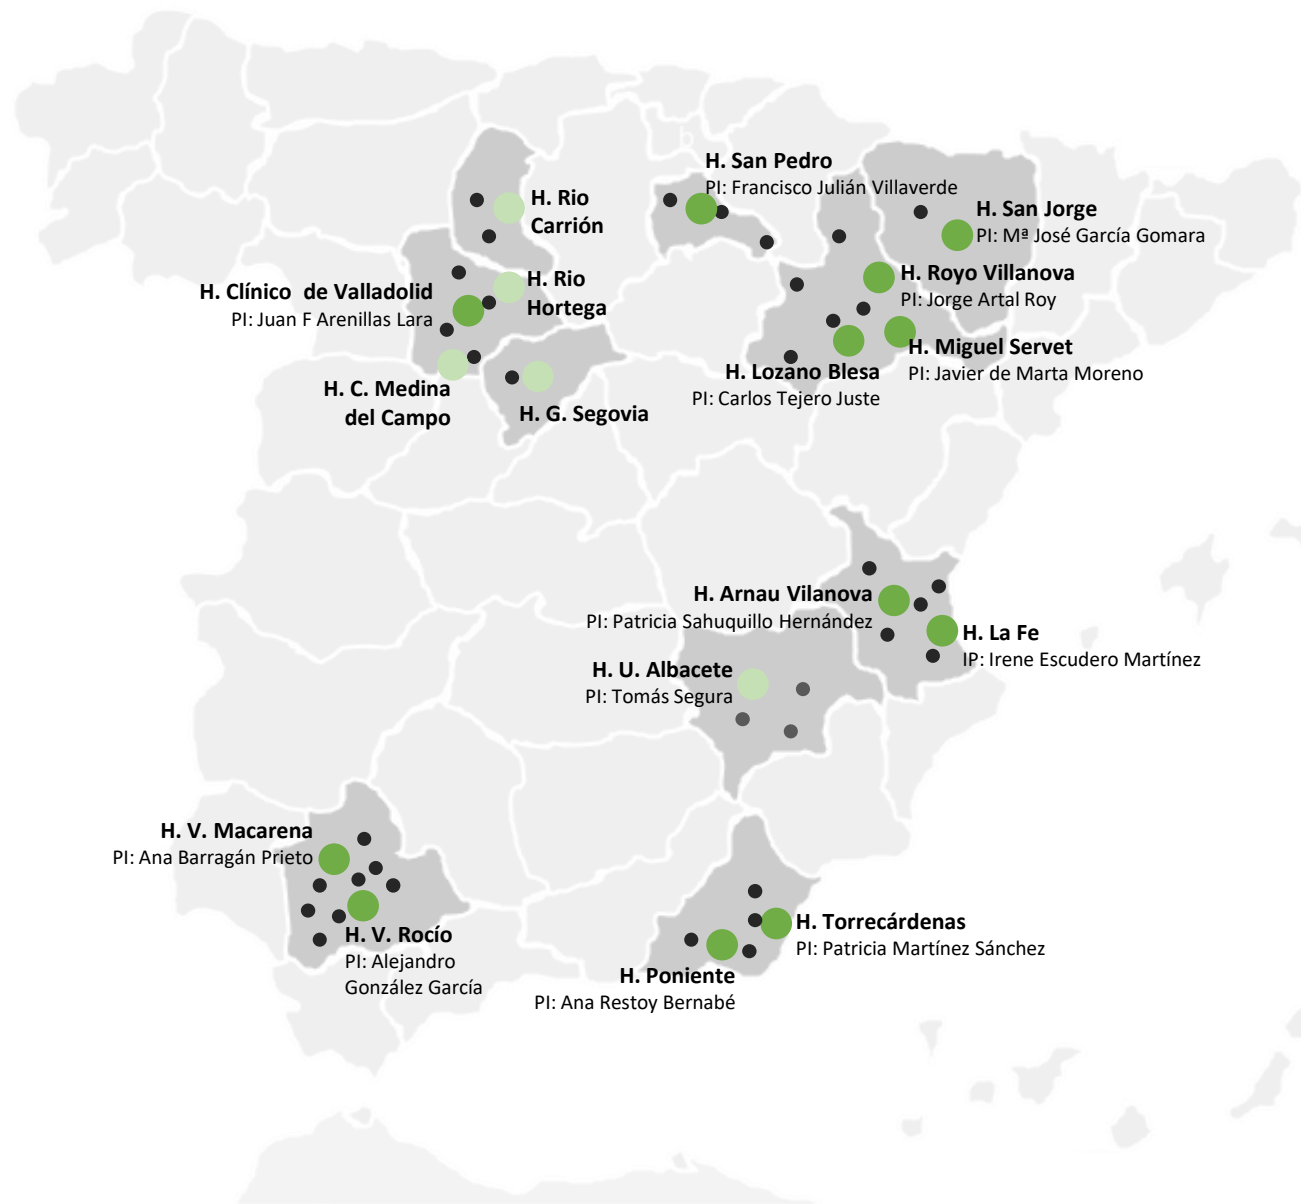 H. San Pedro
PI: Francisco Julián Villaverde
H. Rio
Carrión
H. San Jorge
PI: Mª José García Gomara
H. Rio
Hortega
H. Royo Villanova
PI: Jorge Artal Roy
H. Clínico de Valladolid
PI: Juan F Arenillas Lara
H. Miguel Servet
PI: Javier de Marta Moreno
H. Lozano Blesa
PI: Carlos Tejero Juste
H. C. Medina
del Campo
H. G. Segovia
H. Arnau Vilanova
PI: Patricia Sahuquillo Hernández
H. La Fe
IP: Irene Escudero Martínez
H. U. Albacete
PI: Tomás Segura
H. V. Macarena
PI: Ana Barragán Prieto
H. V. Rocío
PI: Alejandro
González García
H. Torrecárdenas
PI: Patricia Martínez Sánchez
H. Poniente
PI: Ana Restoy Bernabé